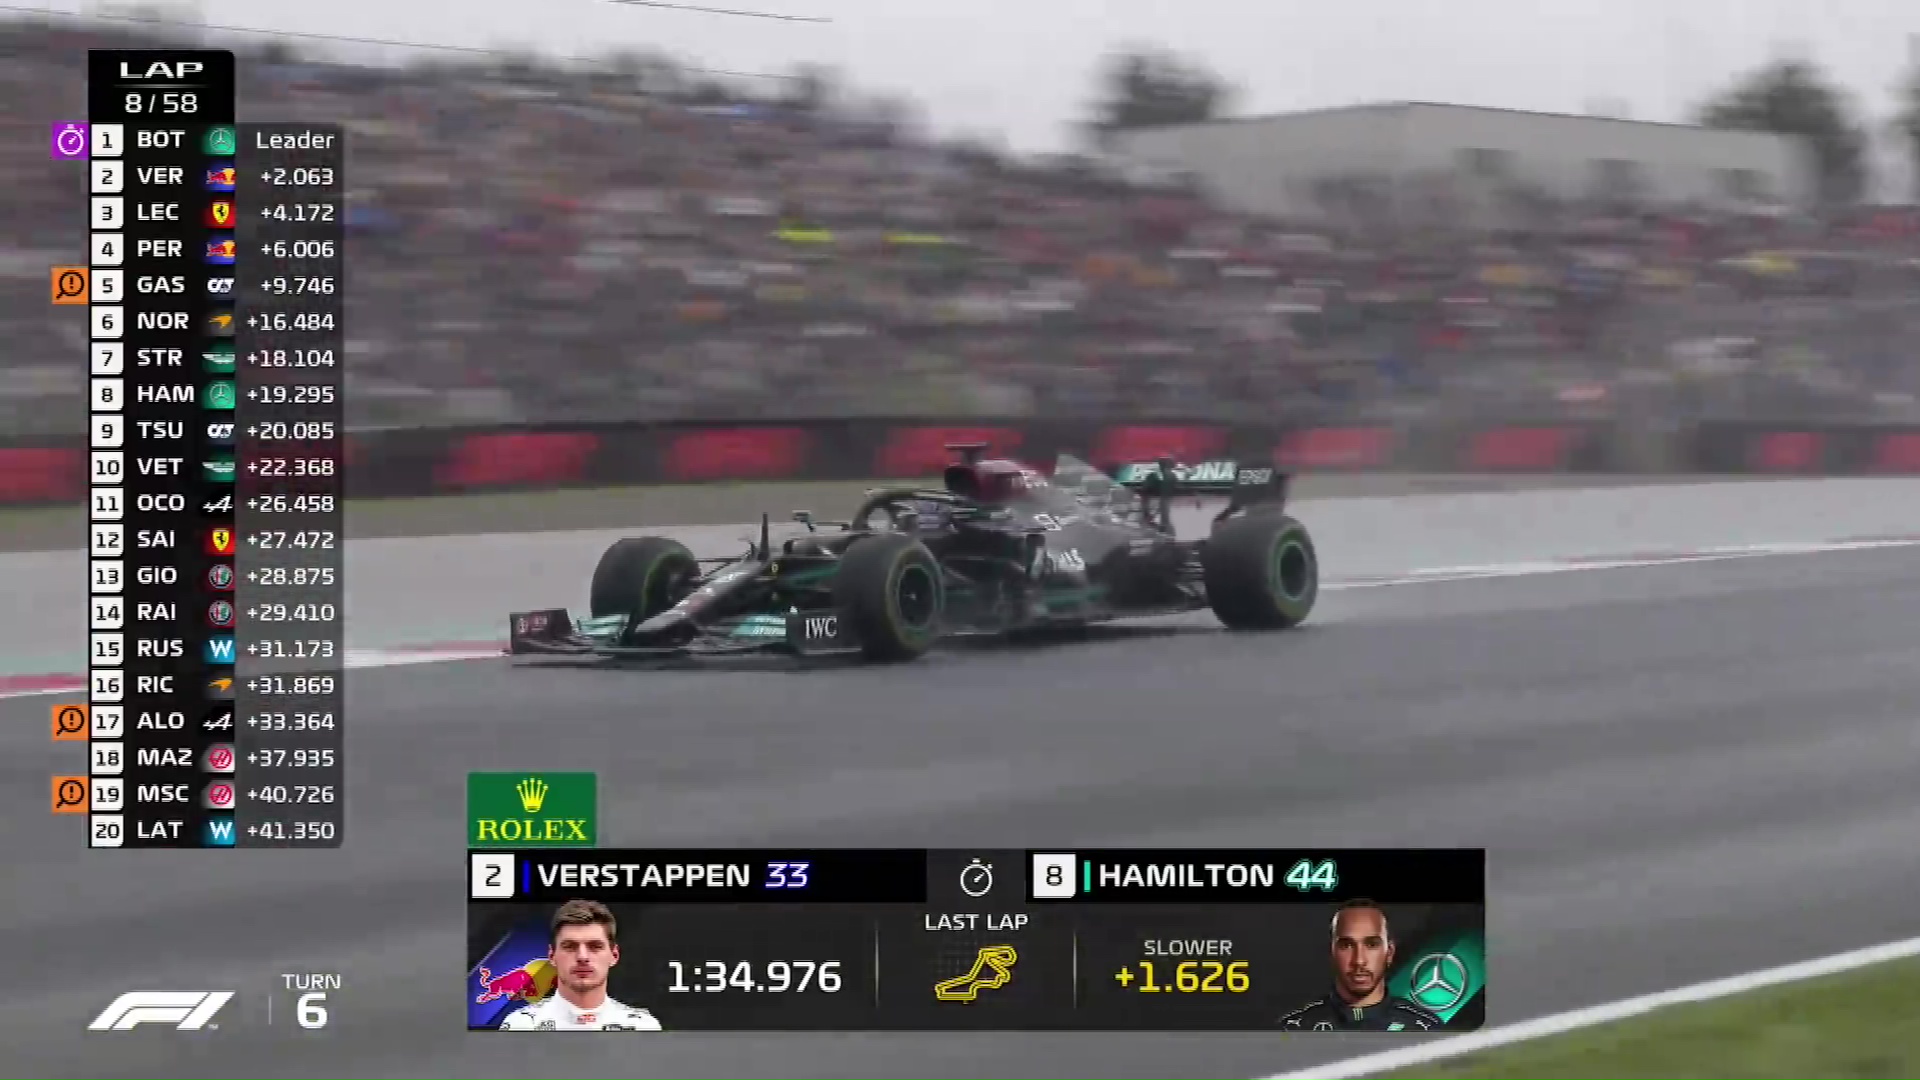 LAP
8 / 58
1 BOT Leader
2 VER +2.063
3 LEC +4.172
4 PER +6.006
5 GAS +9.746
6 NOR +16.484
7 STR +18.104
8 HAM +19.295
9 TSU +20.085
10 VET +22.368
11 OCO +26.458
12 SAI +27.472
13 GIO +28.875
14 RAI +29.410
15 RUS W +31.173
16 RIC +31.869
17 ALO +33.364
18 MAZ +37.935
19 MSC +40.726
20 LAT W +41.350
PETRONAS
IWC
ROLEX
2 VERSTAPPEN 33
8 HAMILTON 44
LAST LAP
1:34.976
SLOWER
+1.626
F1
TURN
6